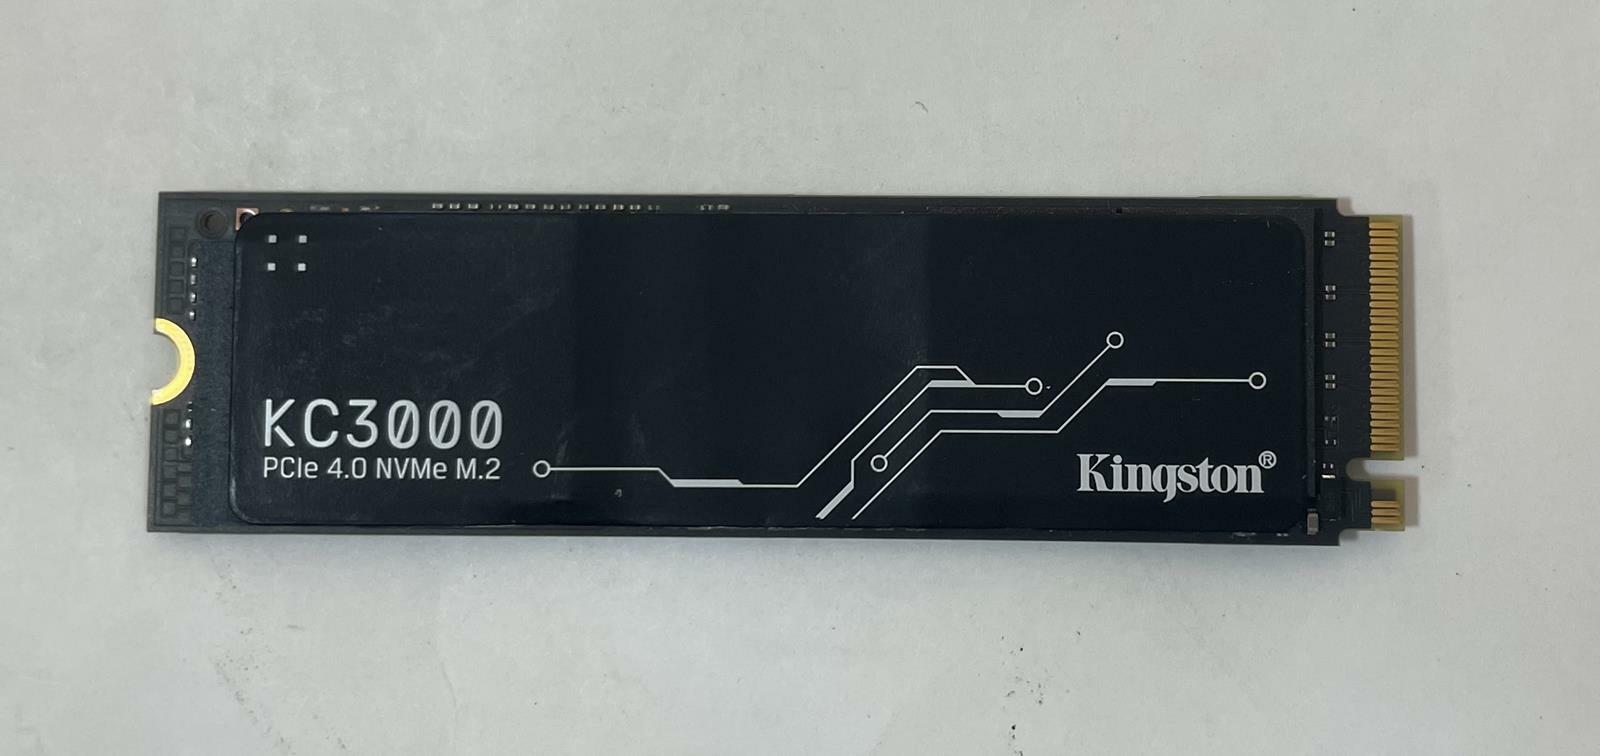 KC3000
PCIe 4.0 NVMe M.2
Kingston®